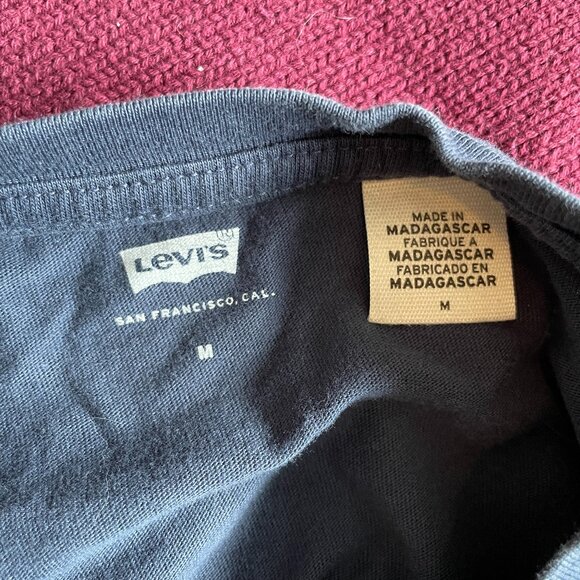 Levi's
SAN FRANCISCO, CAL.
M
MADE IN
MADAGASCAR
FABRIQUE A
MADAGASCAR
FABRICADO EN
MADAGASCAR
M